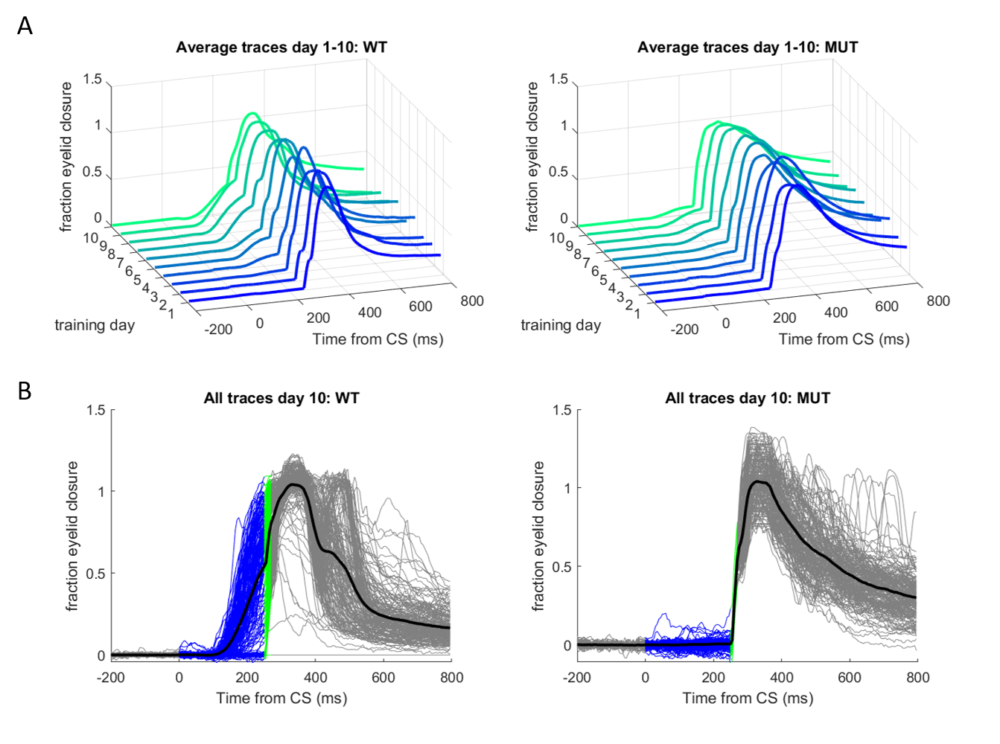 A
Average traces day 1-10: WT
fraction eyelid closure
1.5
1
0.5
0
10
9
8
7
6
5
4
3
2
1
training day
-200
0
200
400
600
800
Time from CS (ms)
Average traces day 1-10: MUT
fraction eyelid closure
1.5
1
0.5
0
10
9
8
7
6
5
4
3
2
1
training day
-200
0
200
400
600
800
Time from CS (ms)
B
All traces day 10: WT
fraction eyelid closure
1.5
1
0.5
0
-200 0 200 400 600 800
Time from CS (ms)
All traces day 10: MUT
fraction eyelid closure
1.5
1
0.5
0
-200 0 200 400 600 800
Time from CS (ms)